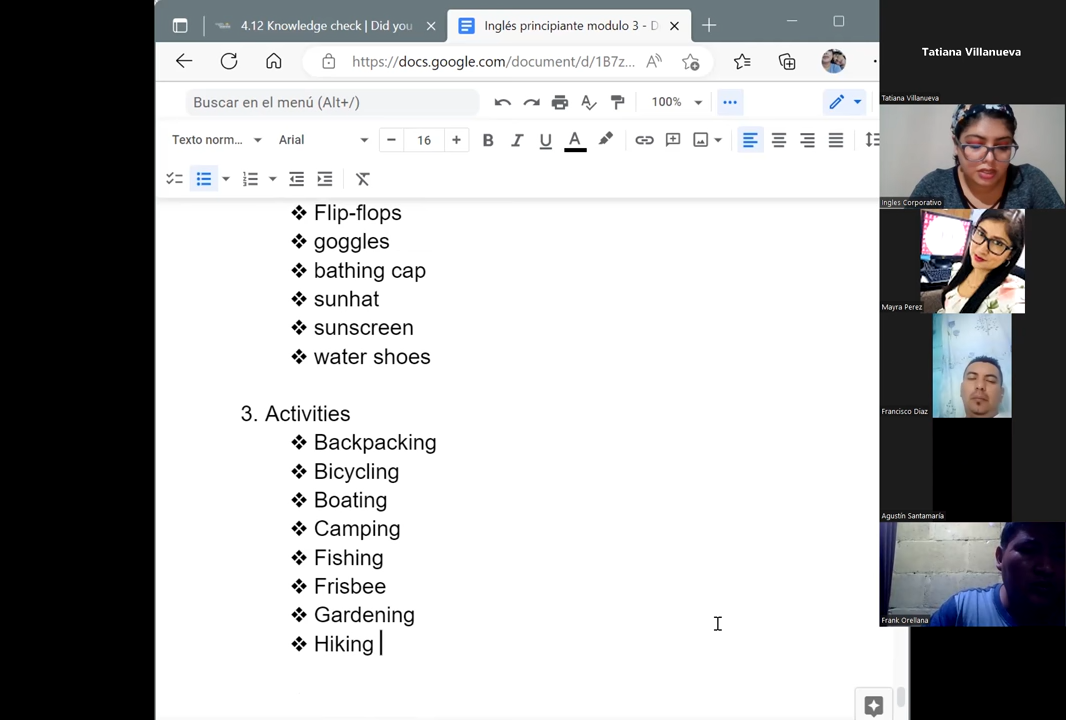 4.12 Knowledge check | Did you
Inglés principiante modulo 3 - D
https://docs.google.com/document/d/1B7z...
Buscar en el menú (Alt+/)
100%
Texto norm...
Arial
16
B I U A
❖ Flip-flops
❖ goggles
❖ bathing cap
❖ sunhat
❖ sunscreen
❖ water shoes
3. Activities
❖ Backpacking
❖ Bicycling
❖ Boating
❖ Camping
❖ Fishing
❖ Frisbee
❖ Gardening
❖ Hiking
Tatiana Villanueva
Tatiana Villanueva
Ingles Corporativo
Mayra Perez
Francisco Diaz
Agustín Santamaría
Frank Orellana